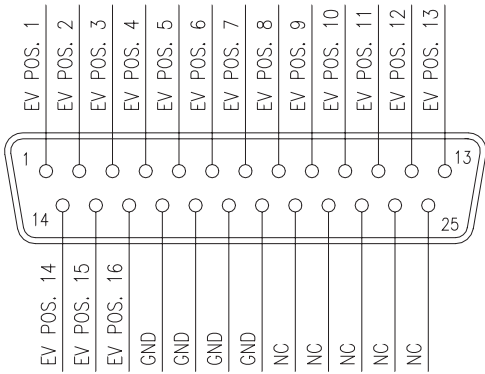 EV POS. 1
EV POS. 2
EV POS. 3
EV POS. 4
EV POS. 5
EV POS. 6
EV POS. 7
EV POS. 8
EV POS. 9
EV POS. 10
EV POS. 11
EV POS. 12
EV POS. 13
1
13
14
25
EV POS. 14
EV POS. 15
EV POS. 16
GND
GND
GND
GND
NC
NC
NC
NC
NC